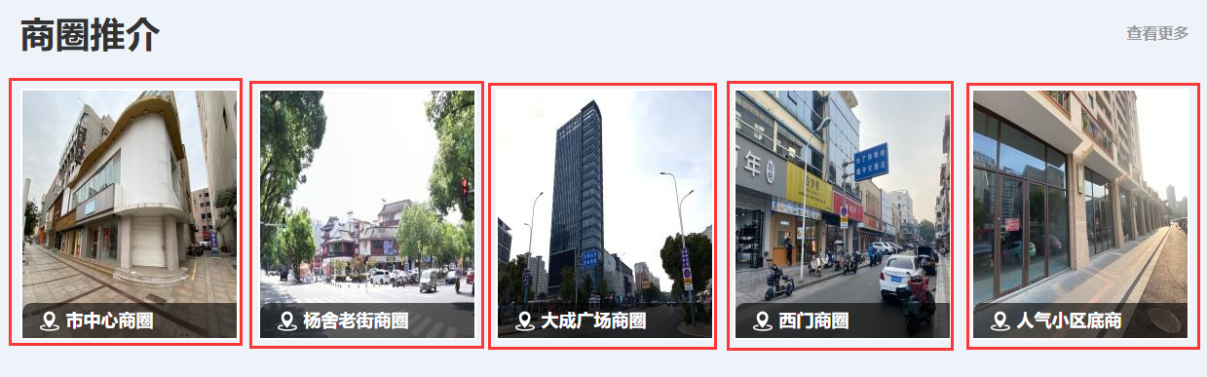 商圈推介
查看更多
市中心商圈
杨舍老街商圈
大成广场商圈
西门商圈
人气小区底商